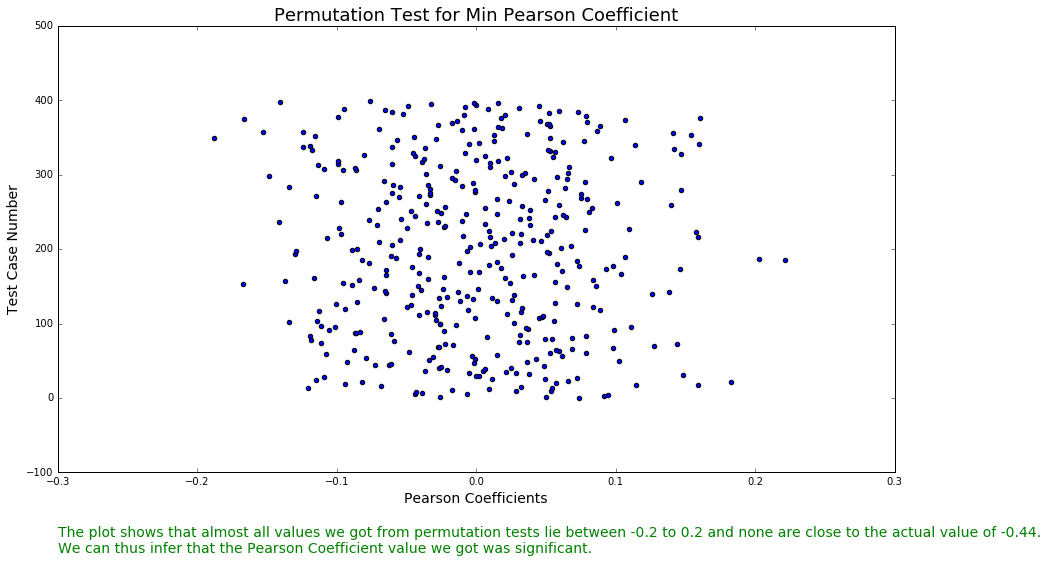 Permutation Test for Min Pearson Coefficient
500
400
300
200
100
0
−100
Test Case Number
−0.3
−0.2
−0.1
0.0
0.1
0.2
0.3
Pearson Coefficients
The plot shows that almost all values we got from permutation tests lie between -0.2 to 0.2 and none are close to the actual value of -0.44.
We can thus infer that the Pearson Coefficient value we got was significant.